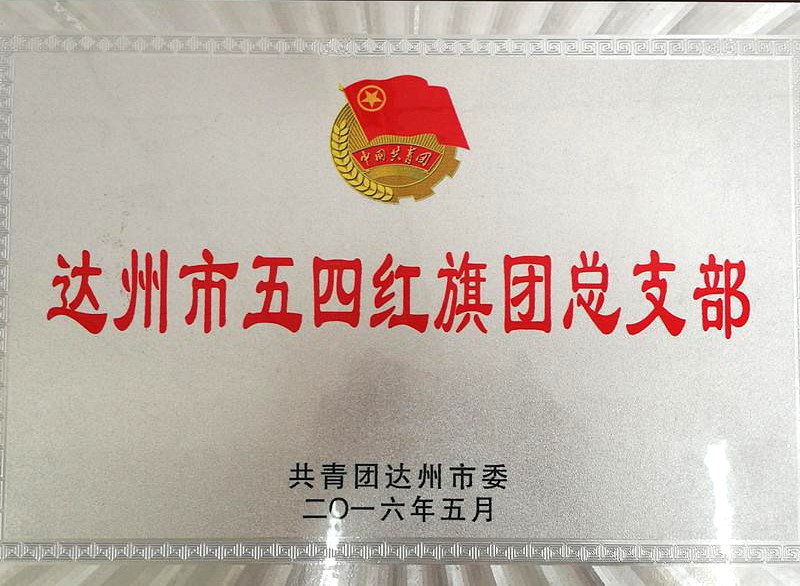 中国共青团
达州市五四红旗团总支部
共青团达州市委
二〇一六年五月